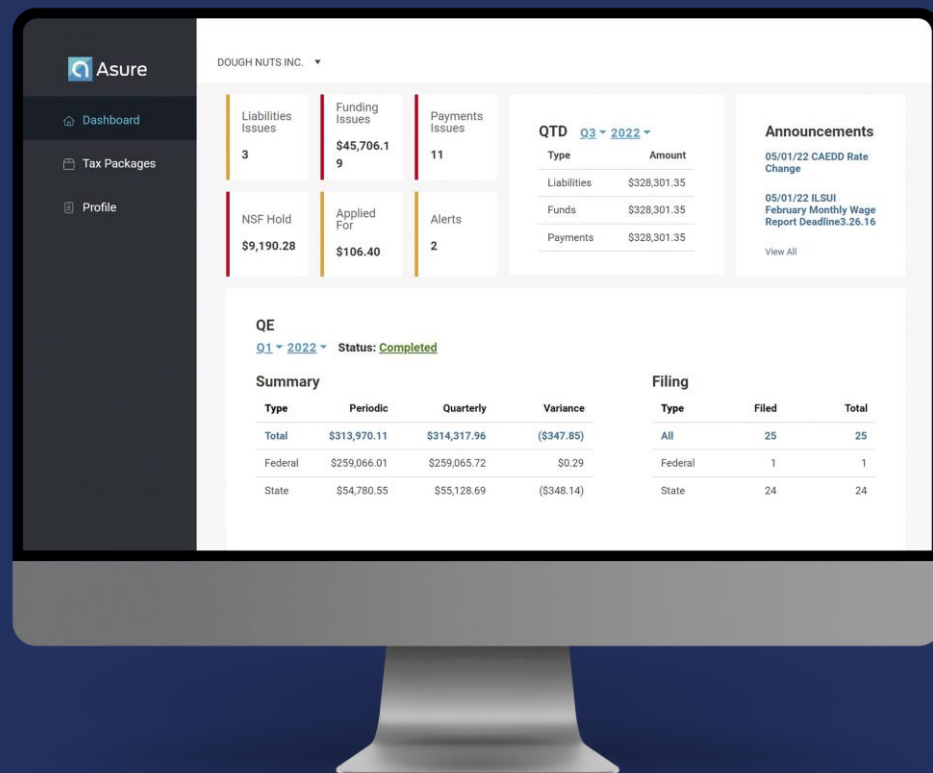 Asure
DOUGH NUTS INC.
Dashboard
Tax Packages
Profile
Liabilities
Issues
3
Funding
Issues
$45,706.1
9
Payments
Issues
11
NSF Hold
$9,190.28
Applied
For
$106.40
Alerts
2
QTD Q3 2022
Type Amount
Liabilities $328,301.35
Funds $328,301.35
Payments $328,301.35
Announcements
05/01/22 CAEDD Rate
Change
05/01/22 ILSUI
February Monthly Wage
Report Deadline3.26.16
View All
QE
Q1 2022 Status: Completed
Summary
Type Periodic Quarterly Variance
Total $313,970.11 $314,317.96 ($347.85)
Federal $259,066.01 $259,065.72 $0.29
State $54,780.55 $55,128.69 ($348.14)
Filing
Type Filed Total
All 25 25
Federal 1 1
State 24 24